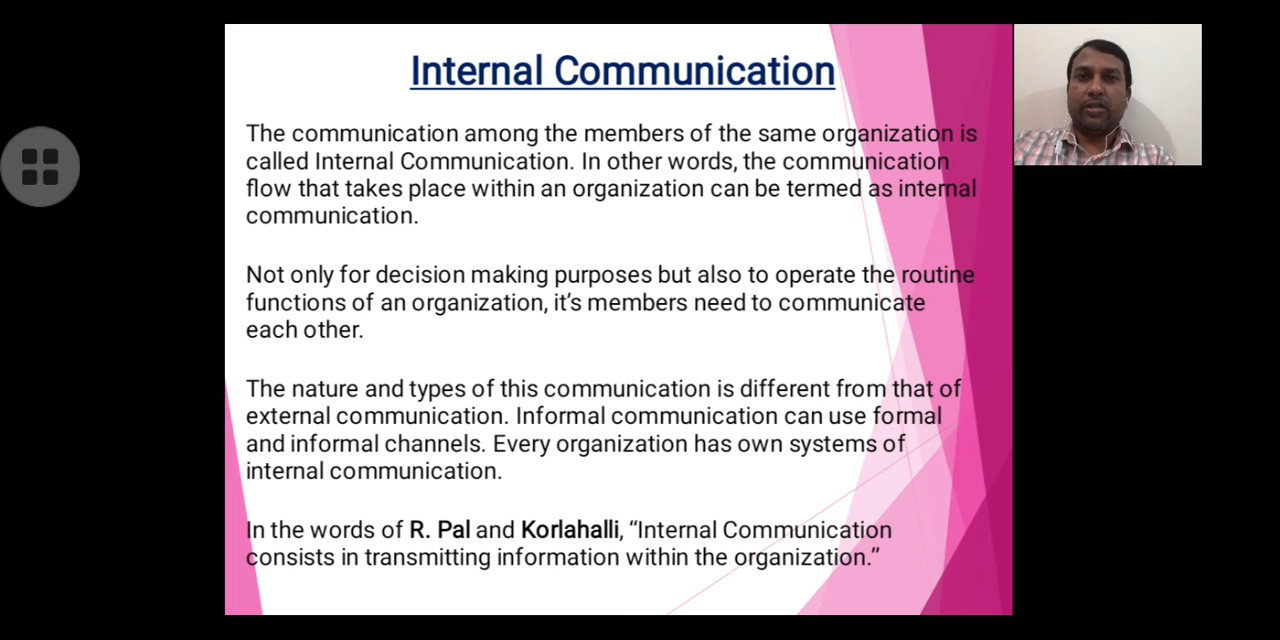 Internal Communication
The communication among the members of the same organization is
called Internal Communication. In other words, the communication
flow that takes place within an organization can be termed as internal
communication.
Not only for decision making purposes but also to operate the routine
functions of an organization, it's members need to communicate
each other.
The nature and types of this communication is different from that of
external communication. Informal communication can use formal
and informal channels. Every organization has own systems of
internal communication.
In the words of R. Pal and Korlahalli, “Internal Communication
consists in transmitting information within the organization.”